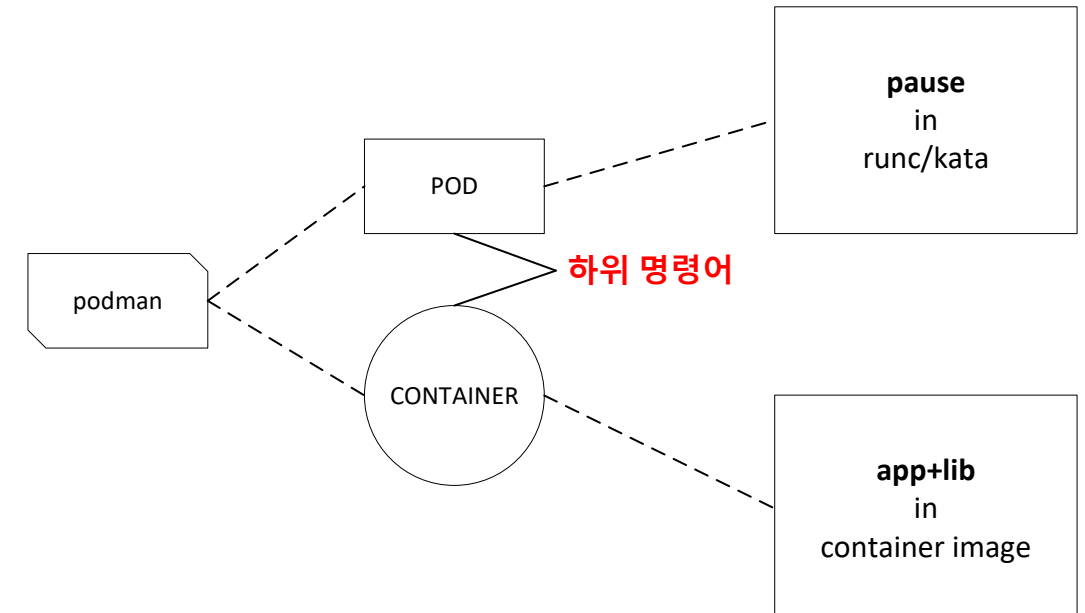 pause
in
runc/kata
POD
하위 명령어
podman
CONTAINER
app+lib
in
container image